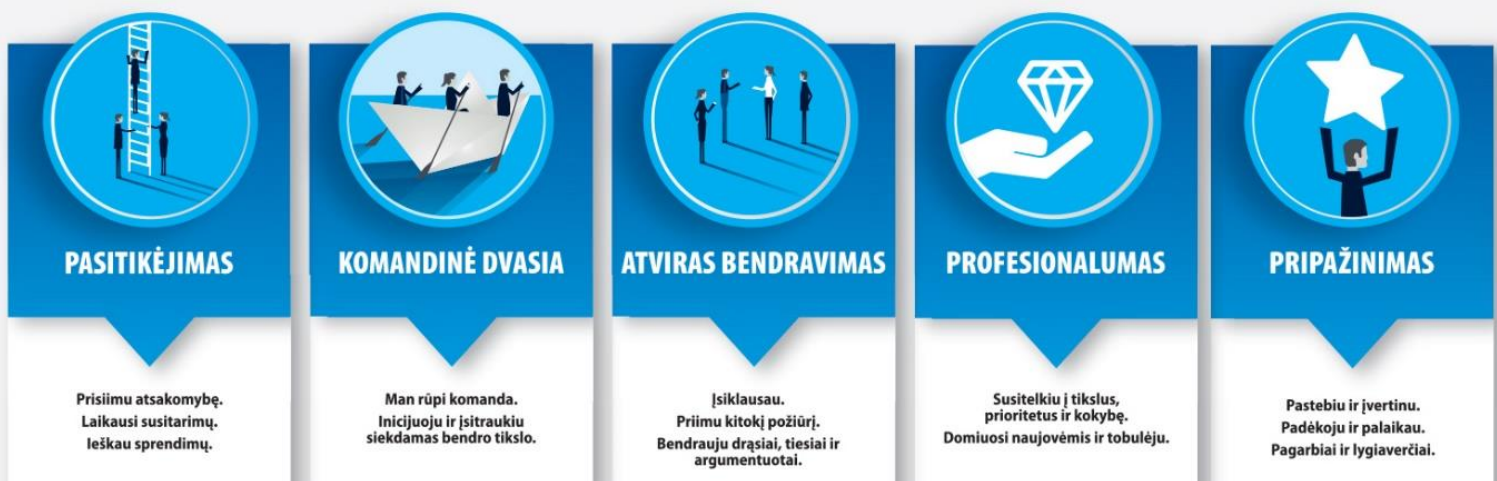 PASITIKĖJIMAS
Prisiimu atsakomybę.
Laikausi susitarimų.
Ieškau sprendimų.
KOMANDINĖ DVASIA
Man rūpi komanda.
Inicijuoju ir įsitraukiu
siekdamas bendro tikslo.
ATVIRAS BENDRAVIMAS
Įsiklausau.
Priimu kitokį požiūrį.
Bendrauju drąsiai, tiesiai ir
argumentuotai.
PROFESIONALUMAS
Susitelkiu į tikslus,
prioritetus ir kokybę.
Domiuosi naujovėmis ir tobulėju.
PRIPAŽINIMAS
Pastebiu ir įvertinu.
Padėkoju ir palaikau.
Pagarbiai ir lygiaverčiai.